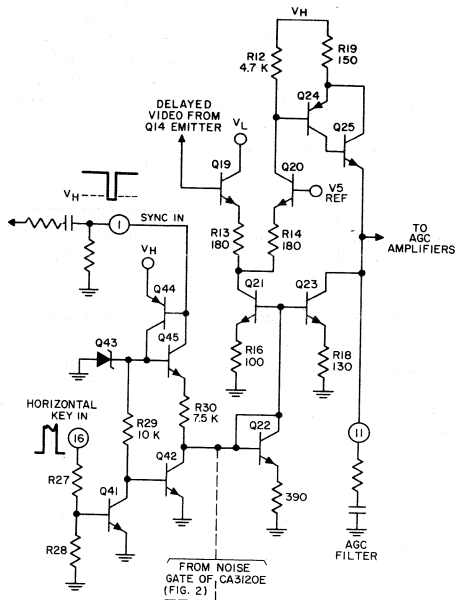 VH
R12
4.7 K
R19
150
Q24
Q25
DELAYED
VIDEO FROM
Q14 EMITTER
VL
Q19
Q20
V5
REF
VH
1
SYNC IN
R13
180
R14
180
TO
AGC
AMPLIFIERS
VH
Q44
Q21
Q23
Q43
Q45
R16
100
R18
130
HORIZONTAL
KEY IN
16
R29
10 K
R30
7.5 K
Q22
11
R27
Q41
Q42
390
R28
AGC
FILTER
FROM NOISE
GATE OF CA3120E
(FIG. 2)